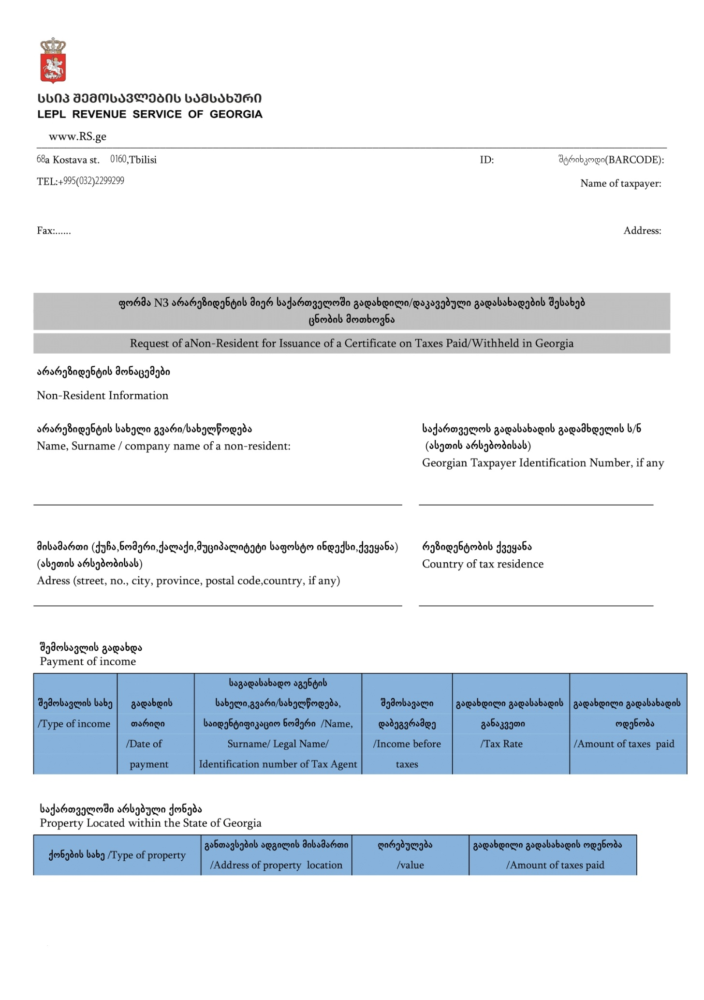 სსიპ შემოსავლების სამსახური
LEPL REVENUE SERVICE OF GEORGIA
www.RS.ge
68a Kostava st. 0160,Tbilisi
ID:
შტრიხკოდი(BARCODE):
TEL:+995(032)2299299
Name of taxpayer:
Fax:......
Address:
ფორმა N3 არარეზიდენტის მიერ საქართველოში გადახდილი/დაკავებული გადასახადების შესახებ
ცნობის მოთხოვნა
Request of aNon-Resident for Issuance of a Certificate on Taxes Paid/Withheld in Georgia
არარეზიდენტის მონაცემები
Non-Resident Information
არარეზიდენტის სახელი გვარი/სახელწოდება
Name, Surname / company name of a non-resident:
საქართველოს გადასახადის გადამხდელის ს/ნ
(ასეთის არსებობისას)
Georgian Taxpayer Identification Number, if any
მისამართი (ქუჩა,ნომერი,ქალაქი,მუციპალიტეტი საფოსტო ინდექსი,ქვეყანა)
(ასეთის არსებობისას)
Adress (street, no., city, province, postal code,country, if any)
რეზიდენტობის ქვეყანა
Country of tax residence
შემოსავლის გადახდა
Payment of income
შემოსავლის სახე
/Type of income
გადახდის
თარიღი
/Date of
payment
საგადასახადო აგენტის
სახელი,გვარი/სახელწოდება,
საიდენტიფიკაციო ნომერი /Name,
Surname/ Legal Name/
Identification number of Tax Agent
შემოსავალი
დაბეგვრამდე
/Income before
taxes
გადახდილი გადასახადის
განაკვეთი
/Tax Rate
გადახდილი გადასახადის
ოდენობა
/Amount of taxes paid
საქართველოში არსებული ქონება
Property Located within the State of Georgia
ქონების სახე /Type of property
განთავსების ადგილის მისამართი
/Address of property location
ღირებულება
/value
გადახდილი გადასახადის ოდენობა
/Amount of taxes paid